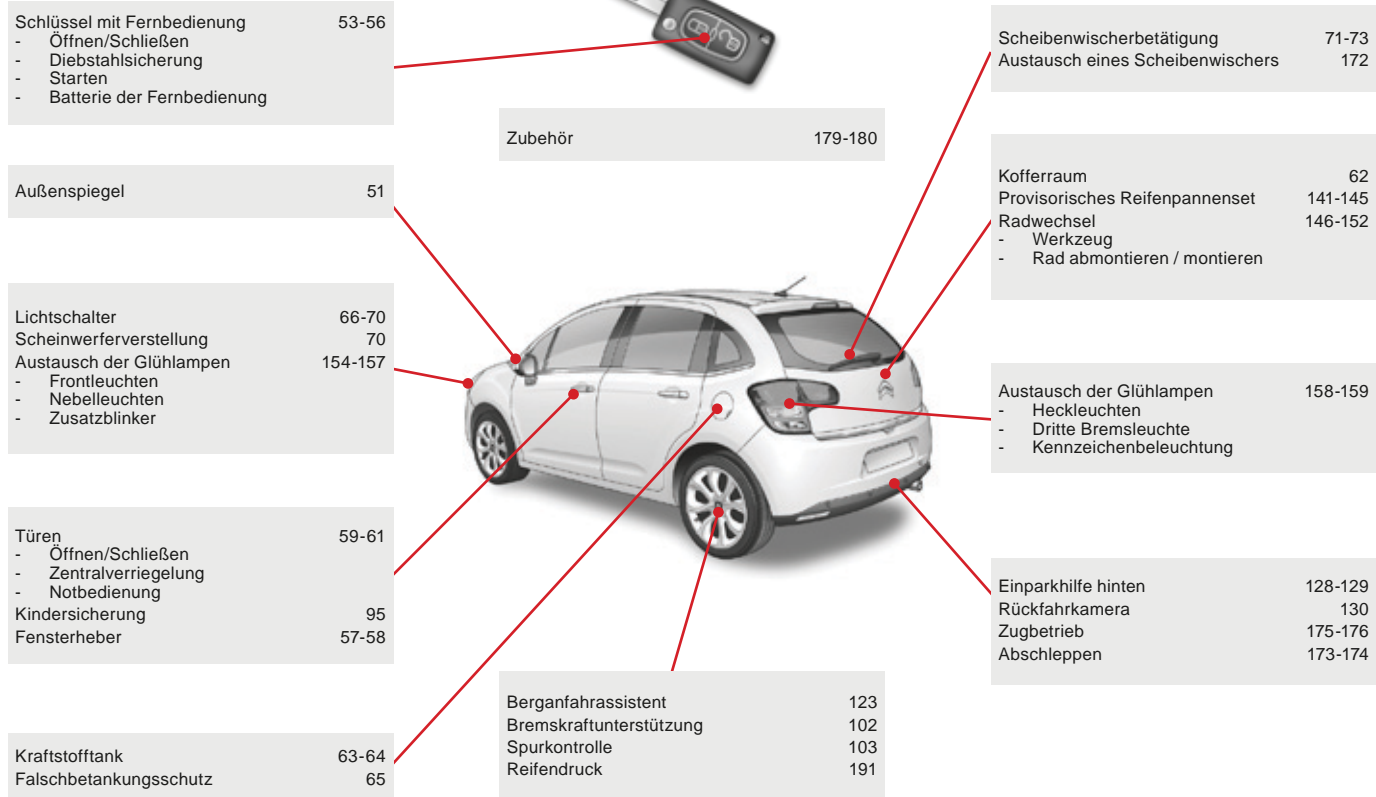 Schlüssel mit Fernbedienung 53-56
- Öffnen/Schließen
- Diebstahlsicherung
- Starten
- Batterie der Fernbedienung
Außenspiegel 51
Lichtschalter 66-70
Scheinwerferverstellung 70
Austausch der Glühlampen 154-157
- Frontleuchten
- Nebelleuchten
- Zusatzblinker
Türen 59-61
- Öffnen/Schließen
- Zentralverriegelung
- Notbedienung
Kindersicherung 95
Fensterheber 57-58
Kraftstofftank 63-64
Falschbetankungsschutz 65
Zubehör 179-180
Berganfahrassistent 123
Bremskraftunterstützung 102
Spurkontrolle 103
Reifendruck 191
Scheibenwischerbetätigung 71-73
Austausch eines Scheibenwischers 172
Kofferraum 62
Provisorisches Reifenpannenset 141-145
Radwechsel 146-152
- Werkzeug
- Rad abmontieren / montieren
Austausch der Glühlampen 158-159
- Heckleuchten
- Dritte Bremsleuchte
- Kennzeichenbeleuchtung
Einparkhilfe hinten 128-129
Rückfahrkamera 130
Zugbetrieb 175-176
Abschleppen 173-174